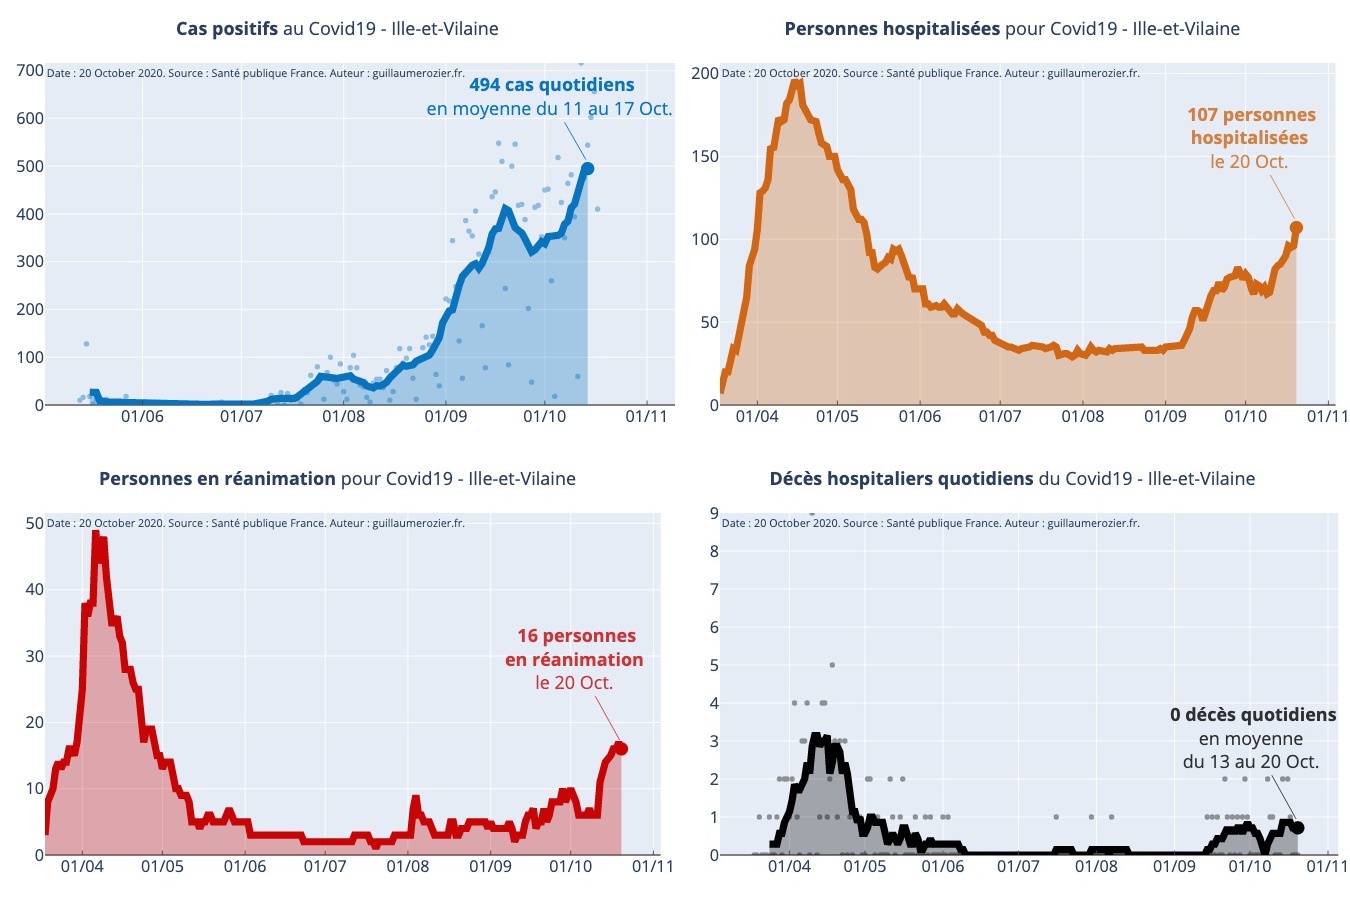 Cas positifs au Covid19 - Ille-et-Vilaine
Date : 20 October 2020. Source : Santé publique France. Auteur : guillaumerozier.fr.
494 cas quotidiens
en moyenne du 11 au 17 Oct.
700
600
500
400
300
200
100
0
01/06 01/07 01/08 01/09 01/10 01/11
Personnes hospitalisées pour Covid19 - Ille-et-Vilaine
Date : 20 October 2020. Source : Santé publique France. Auteur : guillaumerozier.fr.
107 personnes
hospitalisées
le 20 Oct.
200
150
100
50
0
01/04 01/05 01/06 01/07 01/08 01/09 01/10 01/11
Personnes en réanimation pour Covid19 - Ille-et-Vilaine
Date : 20 October 2020. Source : Santé publique France. Auteur : guillaumerozier.fr.
16 personnes
en réanimation
le 20 Oct.
50
40
30
20
10
0
01/04 01/05 01/06 01/07 01/08 01/09 01/10 01/11
Décès hospitaliers quotidiens du Covid19 - Ille-et-Vilaine
Date : 20 October 2020. Source : Santé publique France. Auteur : guillaumerozier.fr.
0 décès quotidiens
en moyenne
du 13 au 20 Oct.
9
8
7
6
5
4
3
2
1
0
01/04 01/05 01/06 01/07 01/08 01/09 01/10 01/11